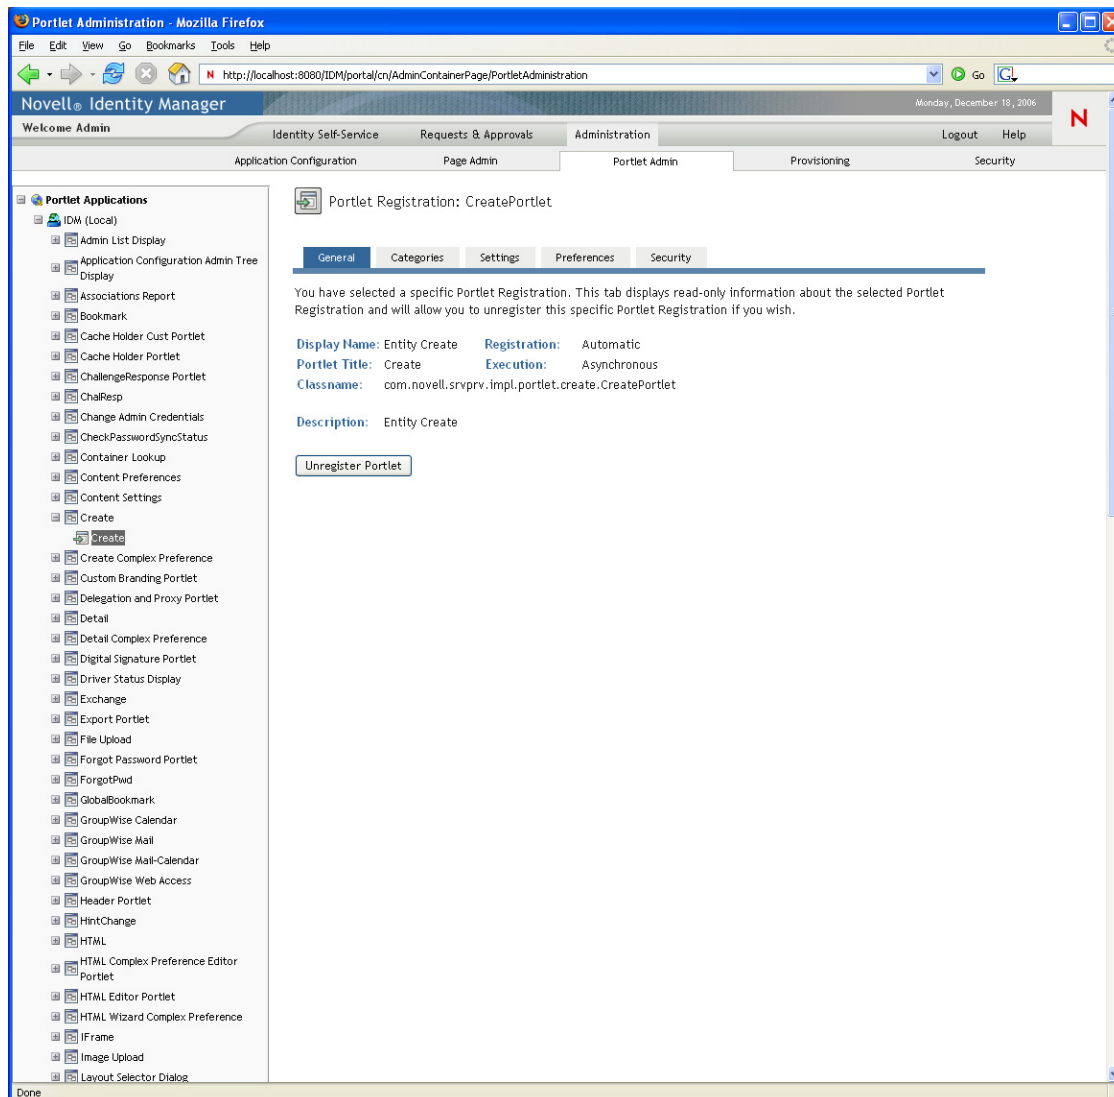 Portlet Administration - Mozilla Firefox
File Edit View Go Bookmarks Tools Help
N http://localhost:8080/IDM/portal/cn/AdminContainerPage/PortletAdministration Go G
Novell® Identity Manager Monday, December 18, 2006
N
Welcome Admin Identity Self-Service Requests & Approvals Administration Logout Help
Application Configuration Page Admin Portlet Admin Provisioning Security
Portlet Applications
IDM (Local)
Admin List Display
Application Configuration Admin Tree
Display
Associations Report
Bookmark
Cache Holder Cust Portlet
Cache Holder Portlet
ChallengeResponse Portlet
ChalResp
Change Admin Credentials
CheckPasswordSyncStatus
Container Lookup
Content Preferences
Content Settings
Create
Create
Create Complex Preference
Custom Branding Portlet
Delegation and Proxy Portlet
Detail
Detail Complex Preference
Digital Signature Portlet
Driver Status Display
Exchange
Export Portlet
File Upload
Forgot Password Portlet
ForgotPwd
GlobalBookmark
GroupWise Calendar
GroupWise Mail
GroupWise Mail-Calendar
GroupWise Web Access
Header Portlet
HintChange
HTML
HTML Complex Preference Editor
Portlet
HTML Editor Portlet
HTML Wizard Complex Preference
IFrame
Image Upload
Layout Selector Dialog
Portlet Registration: CreatePortlet
General Categories Settings Preferences Security
You have selected a specific Portlet Registration. This tab displays read-only information about the selected Portlet
Registration and will allow you to unregister this specific Portlet Registration if you wish.
Display Name: Entity Create Registration: Automatic
Portlet Title: Create Execution: Asynchronous
Classname: com.novell.srvprv.impl.portlet.create.CreatePortlet
Description: Entity Create
Unregister Portlet
Done